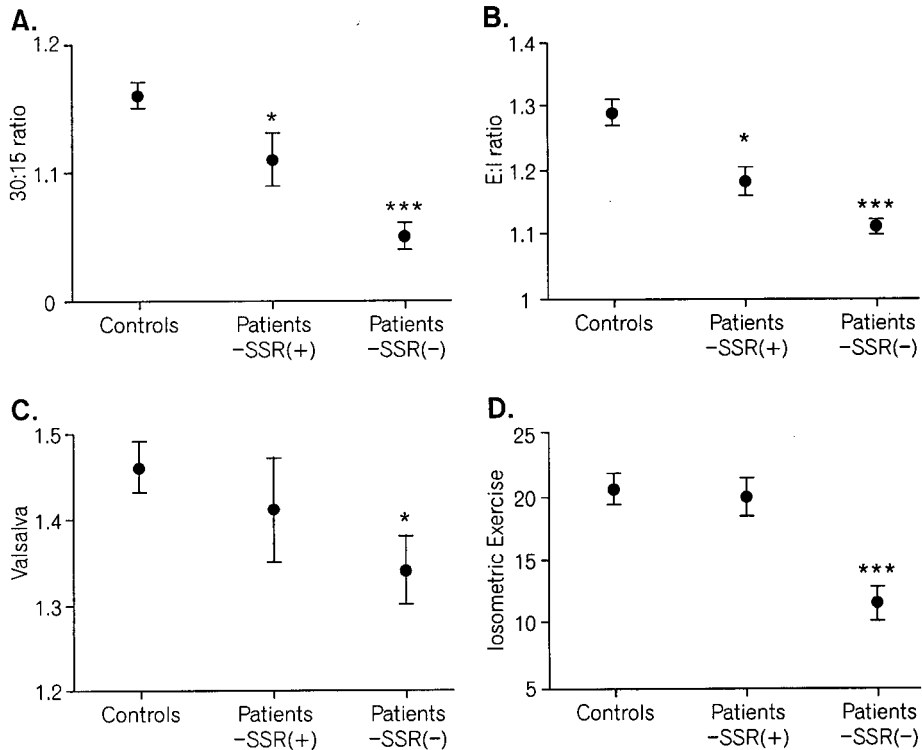 A.
1.2
1.1
0
30:15 ratio
*
***
Controls
Patients
-SSR(+)
Patients
-SSR(-)
B.
1.4
1.3
1.2
1.1
1
E:I ratio
*
***
Controls
Patients
-SSR(+)
Patients
-SSR(-)
C.
1.5
1.4
1.3
1.2
Valsalva
*
Controls
Patients
-SSR(+)
Patients
-SSR(-)
D.
25
20
15
10
5
Iosometric Exercise
***
Controls
Patients
-SSR(+)
Patients
-SSR(-)